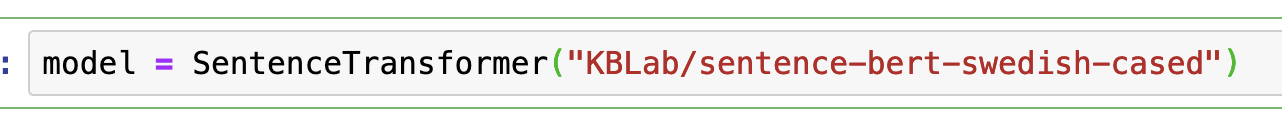 : model = SentenceTransformer("KBLab/sentence-bert-swedish-cased")